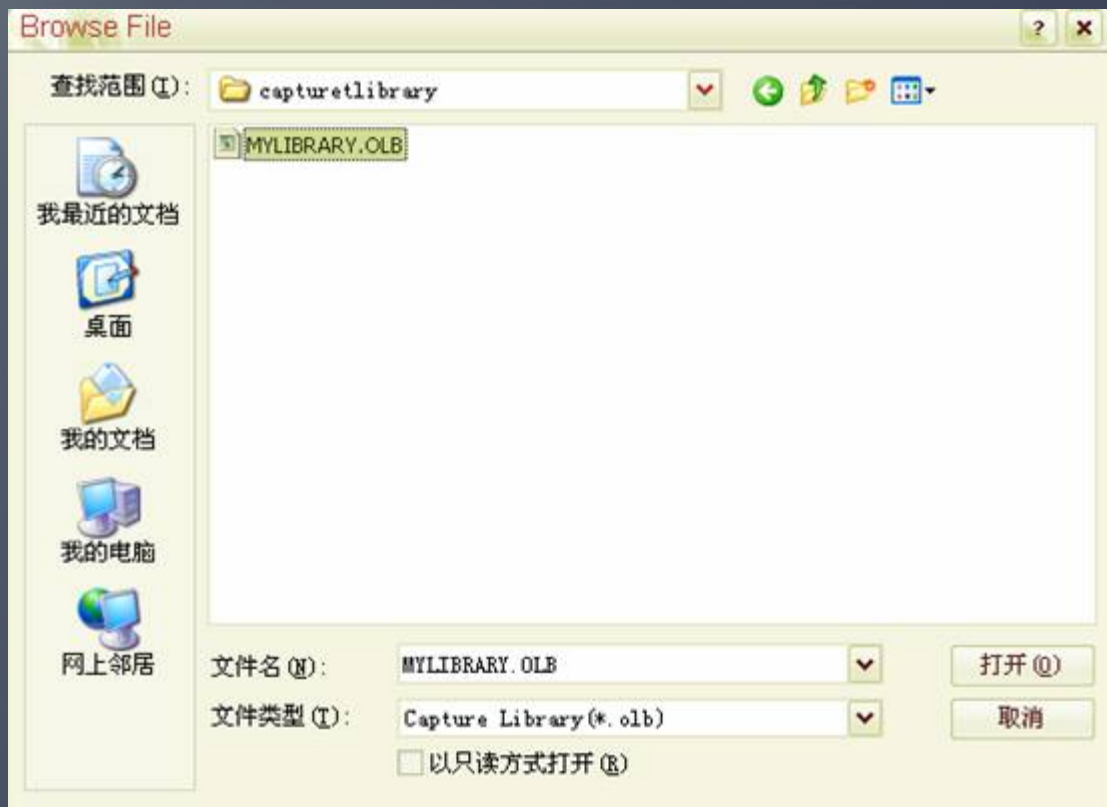 Browse File
查找范围(I):
capturetlibrary
MYLIBRARY.OLB
我最近的文档
桌面
我的文档
我的电脑
网上邻居
文件名(N):
MYLIBRARY.OLB
打开(O)
文件类型(T):
Capture Library(*.olb)
取消
以只读方式打开(R)